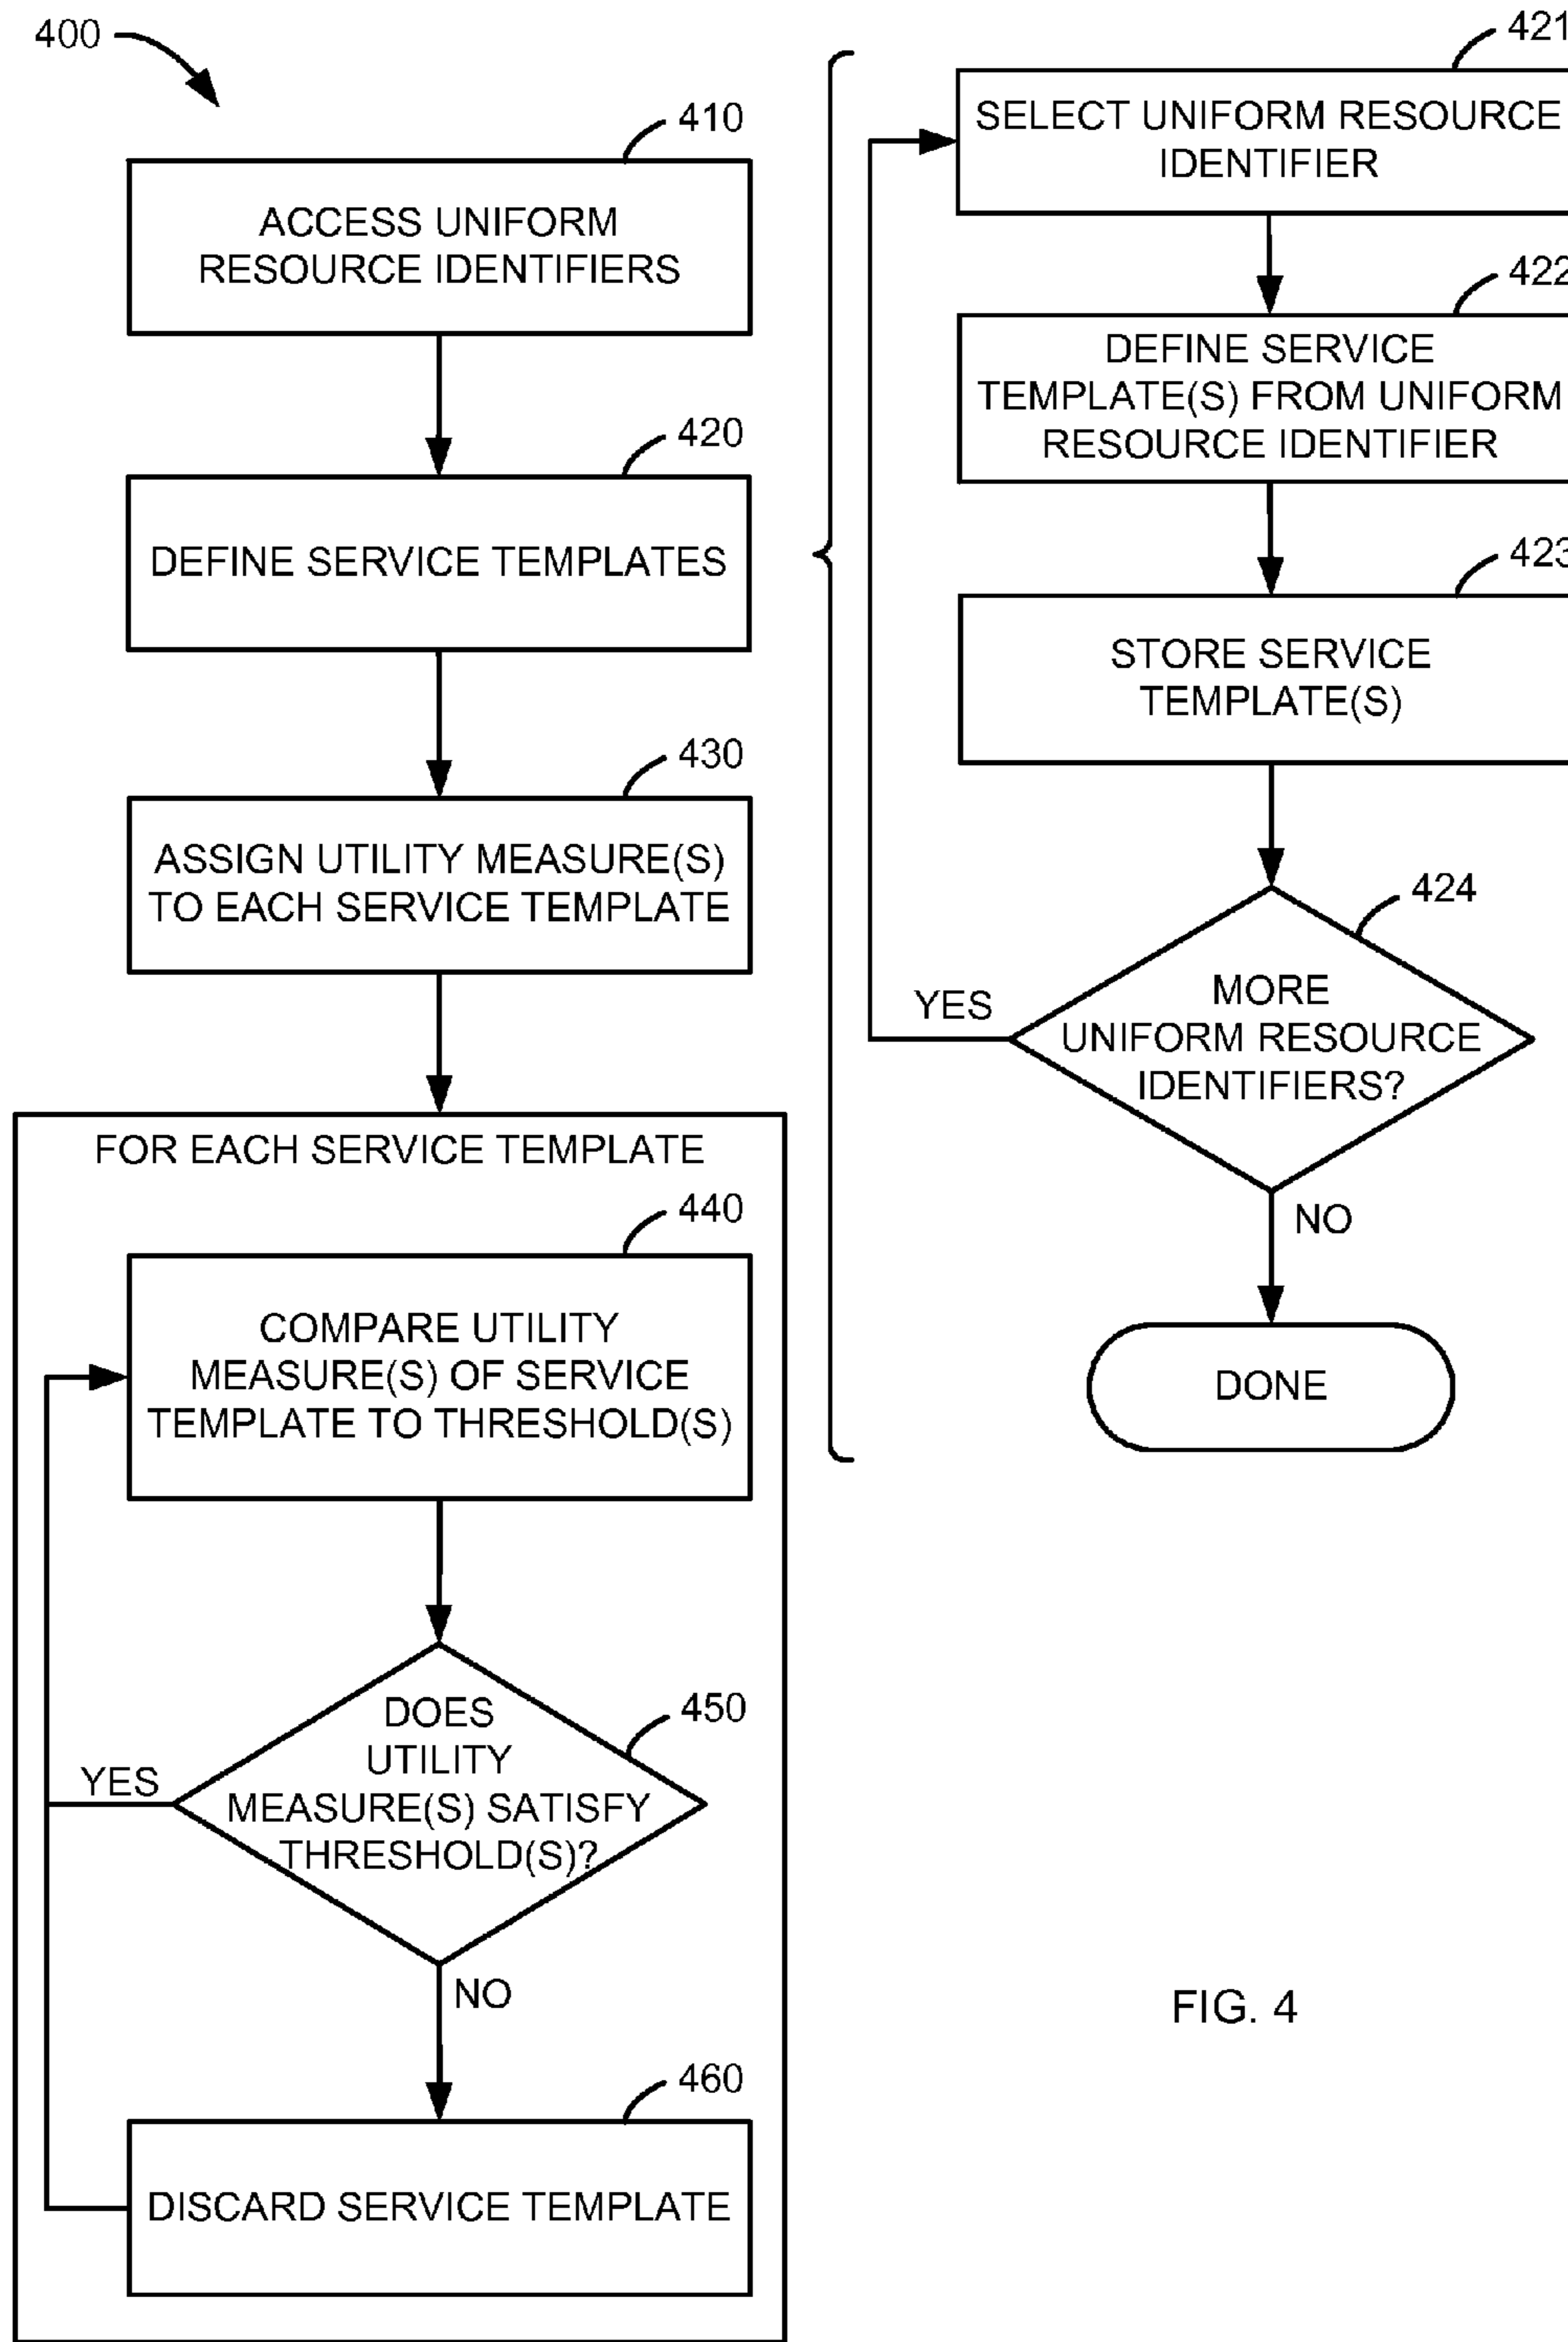 400
410
ACCESS UNIFORM
RESOURCE IDENTIFIERS
420
DEFINE SERVICE TEMPLATES
430
ASSIGN UTILITY MEASURE(S)
TO EACH SERVICE TEMPLATE
FOR EACH SERVICE TEMPLATE
440
COMPARE UTILITY
MEASURE(S) OF SERVICE
TEMPLATE TO THRESHOLD(S)
450
DOES
UTILITY
MEASURE(S) SATISFY
THRESHOLD(S)?
YES
NO
460
DISCARD SERVICE TEMPLATE
421
SELECT UNIFORM RESOURCE
IDENTIFIER
422
DEFINE SERVICE
TEMPLATE(S) FROM UNIFORM
RESOURCE IDENTIFIER
423
STORE SERVICE
TEMPLATE(S)
424
MORE
UNIFORM RESOURCE
IDENTIFIERS?
YES
NO
DONE
FIG. 4